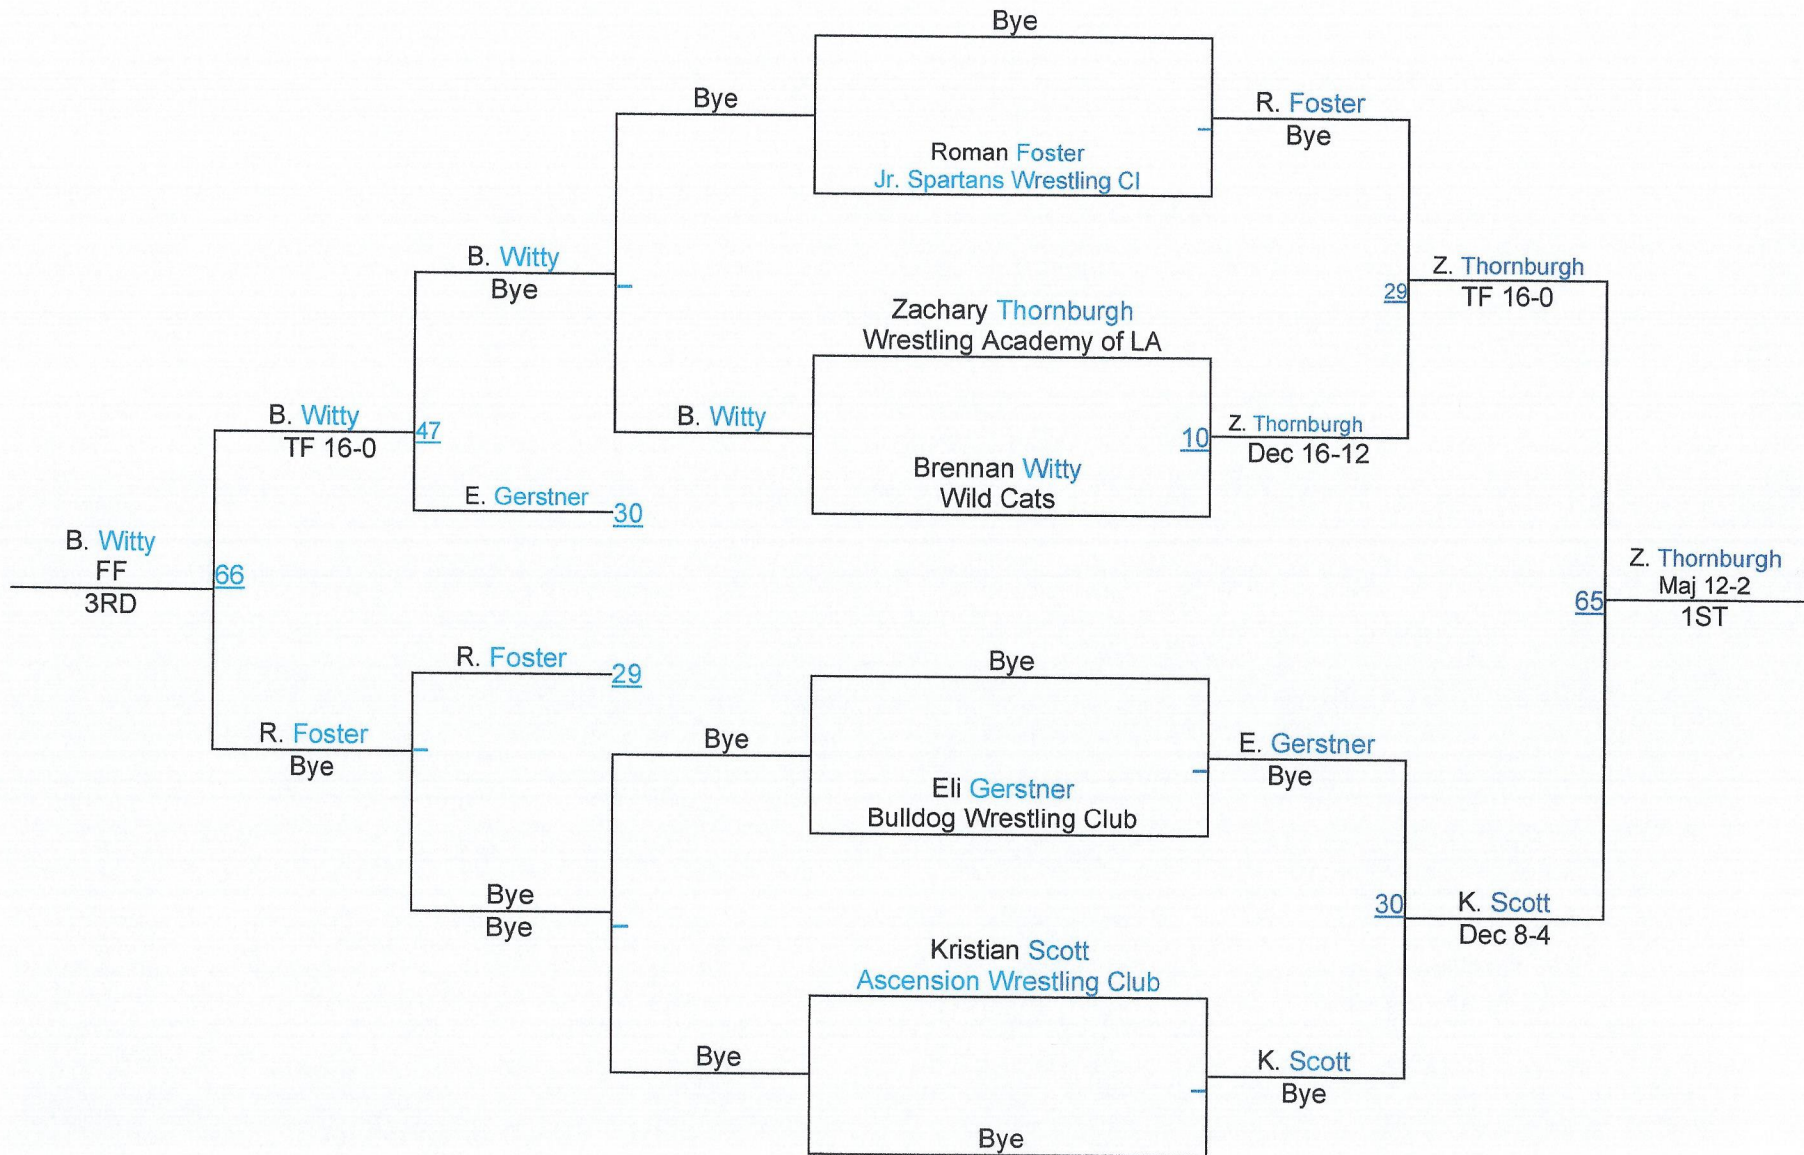 Bye
Bye
R. Foster
Bye
Roman Foster
Jr. Spartans Wrestling Cl
B. Witty
Bye
Z. Thornburgh
29
TF 16-0
Zachary Thornburgh
Wrestling Academy of LA
B. Witty
TF 16-0
47
B. Witty
10
Z. Thornburgh
Dec 16-12
Brennan Witty
Wild Cats
E. Gerstner
30
B. Witty
FF
3RD
66
Z. Thornburgh
Maj 12-2
1ST
65
R. Foster
29
Bye
R. Foster
Bye
Bye
E. Gerstner
Bye
Eli Gerstner
Bulldog Wrestling Club
Bye
Bye
30
K. Scott
Dec 8-4
Kristian Scott
Ascension Wrestling Club
Bye
K. Scott
Bye
Bye